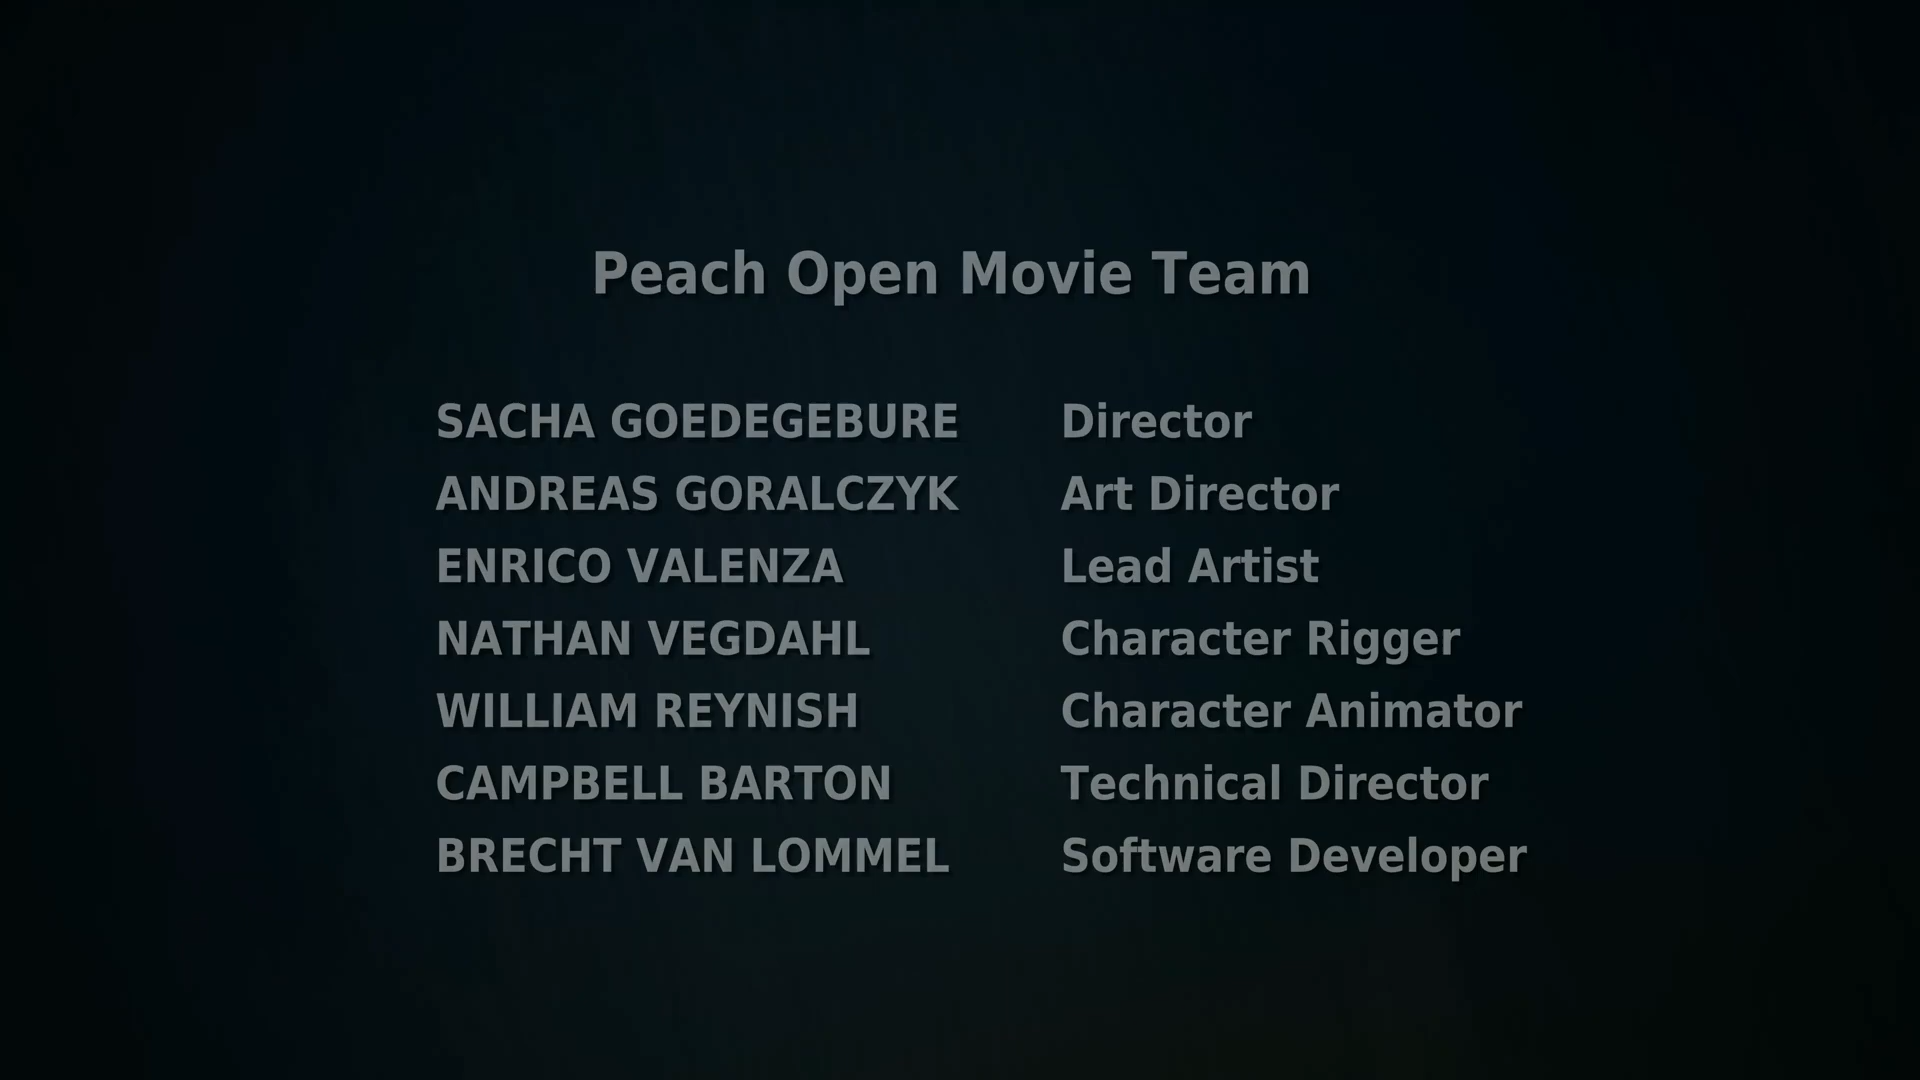 Peach Open Movie Team
SACHA GOEDEGEBURE Director
ANDREAS GORALCZYK Art Director
ENRICO VALENZA Lead Artist
NATHAN VEGDAHL Character Rigger
WILLIAM REYNISH Character Animator
CAMPBELL BARTON Technical Director
BRECHT VAN LOMMEL Software Developer